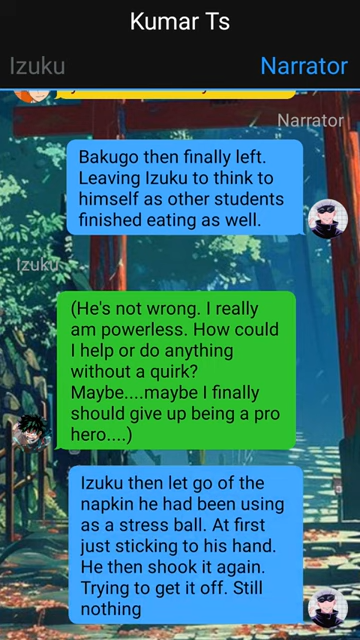 Kumar Ts
Izuku
Narrator
Narrator
Bakugo then finally left.
Leaving Izuku to think to
himself as other students
finished eating as well.
Izuku
(He's not wrong. I really
am powerless. How could
I help or do anything
without a quirk?
Maybe....maybe I finally
should give up being a pro
hero....)
Izuku then let go of the
napkin he had been using
as a stress ball. At first
just sticking to his hand.
He then shook it again.
Trying to get it off. Still
nothing